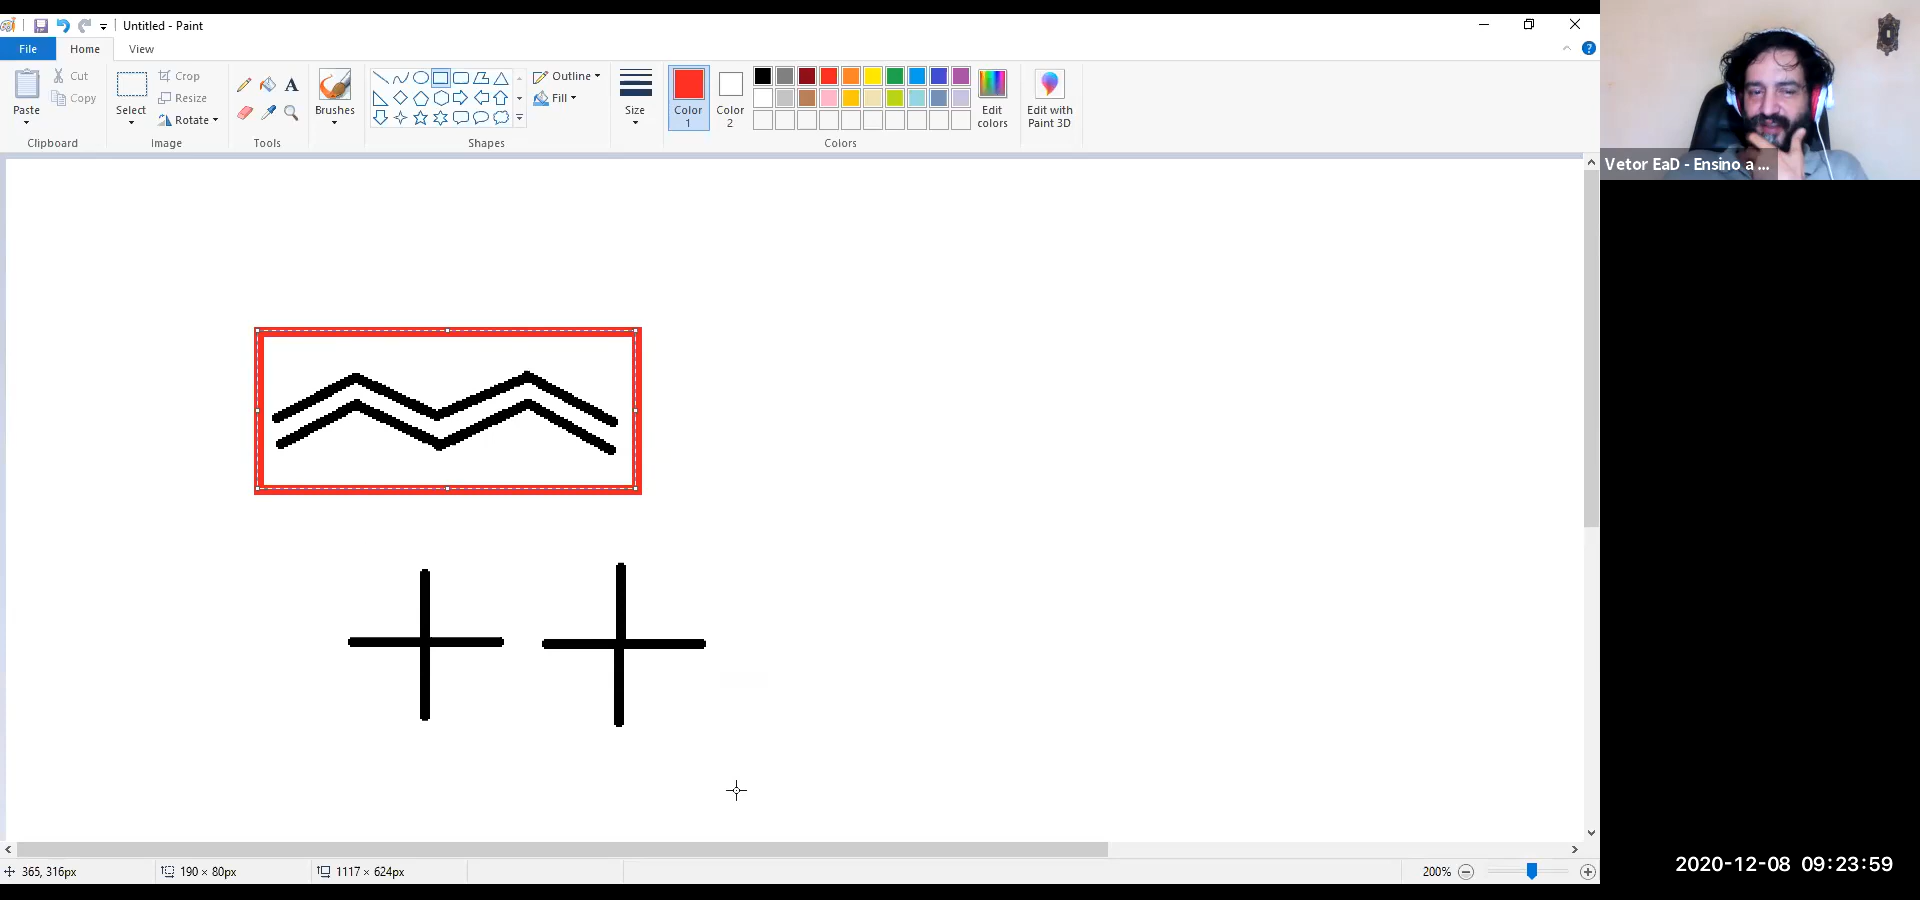 Untitled - Paint
File Home View
Paste Cut Copy Clipboard
Select Crop Resize Rotate Image
A Tools
Brushes
Outline Fill Shapes
Size
Color 1 Color 2 Edit colors Colors
Edit with Paint 3D
Vetor EaD - Ensino a ...
365, 316px 190 × 80px 1117 × 624px 200%
2020-12-08 09:23:59